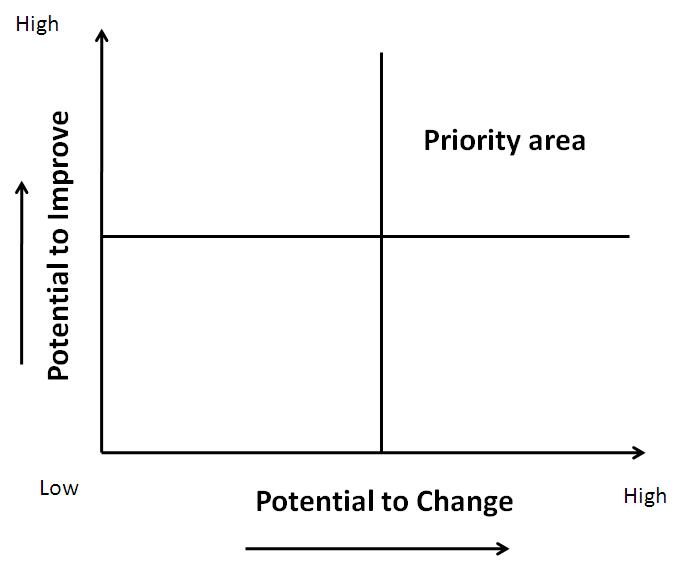 High
Priority area
Potential to Improve
Low
Potential to Change
High